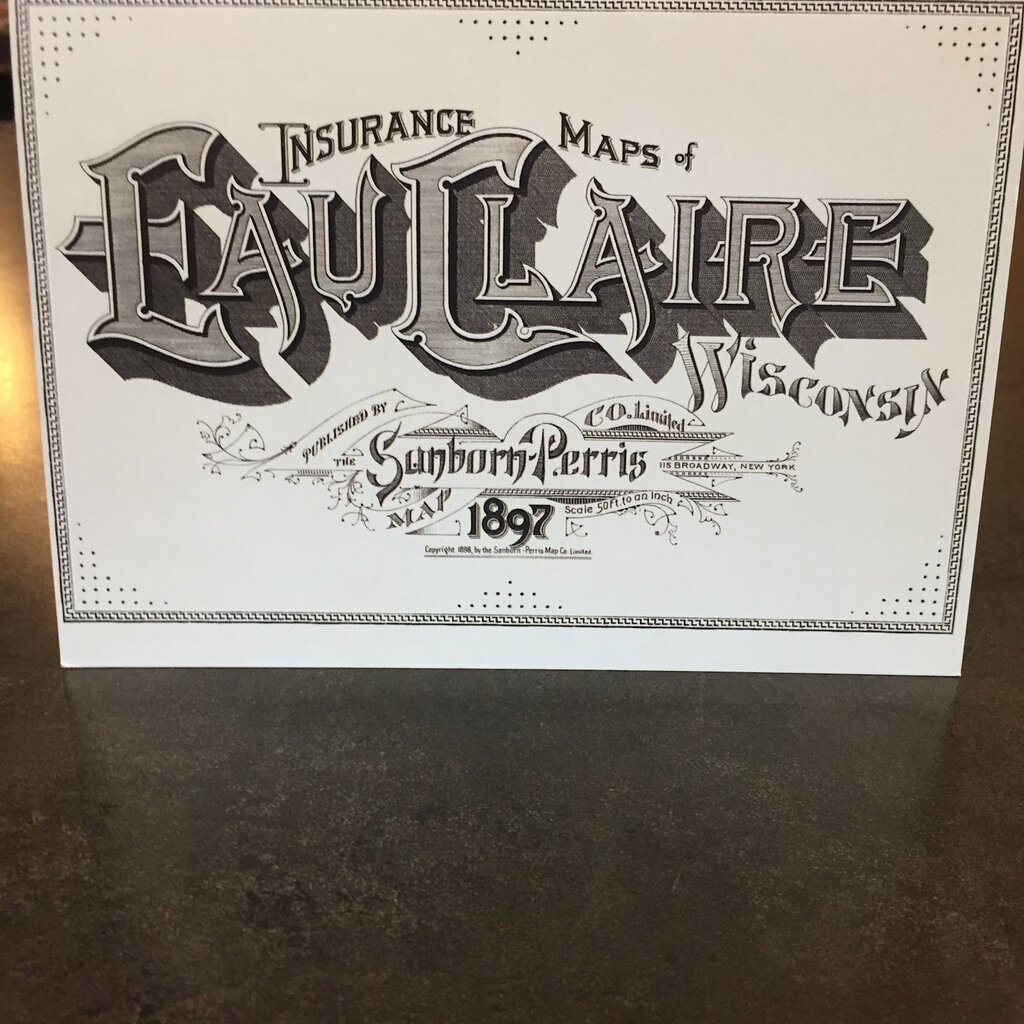 INSURANCE MAPS of
EAU CLAIRE
WISCONSIN
PUBLISHED BY
THE Sanborn-Perris
MAP CO. Limited
115 BROADWAY, NEW YORK
1897
Scale 50 Ft to an Inch
Copyright 1898, by the Sanborn-Perris Map Co. Limited.